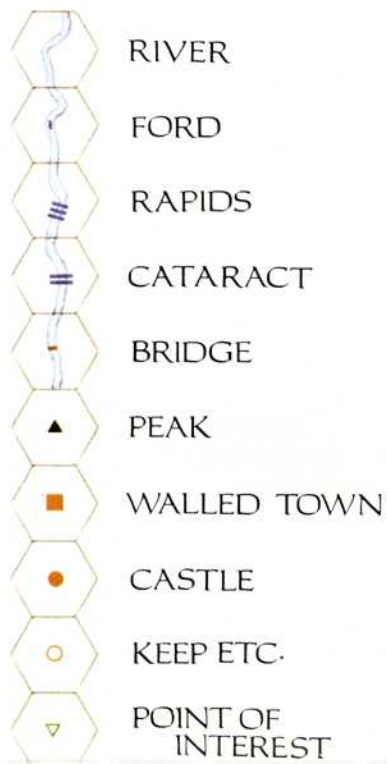 RIVER
FORD
RAPIDS
CATARACT
BRIDGE
PEAK
WALLED TOWN
CASTLE
KEEP ETC.
POINT OF
INTEREST